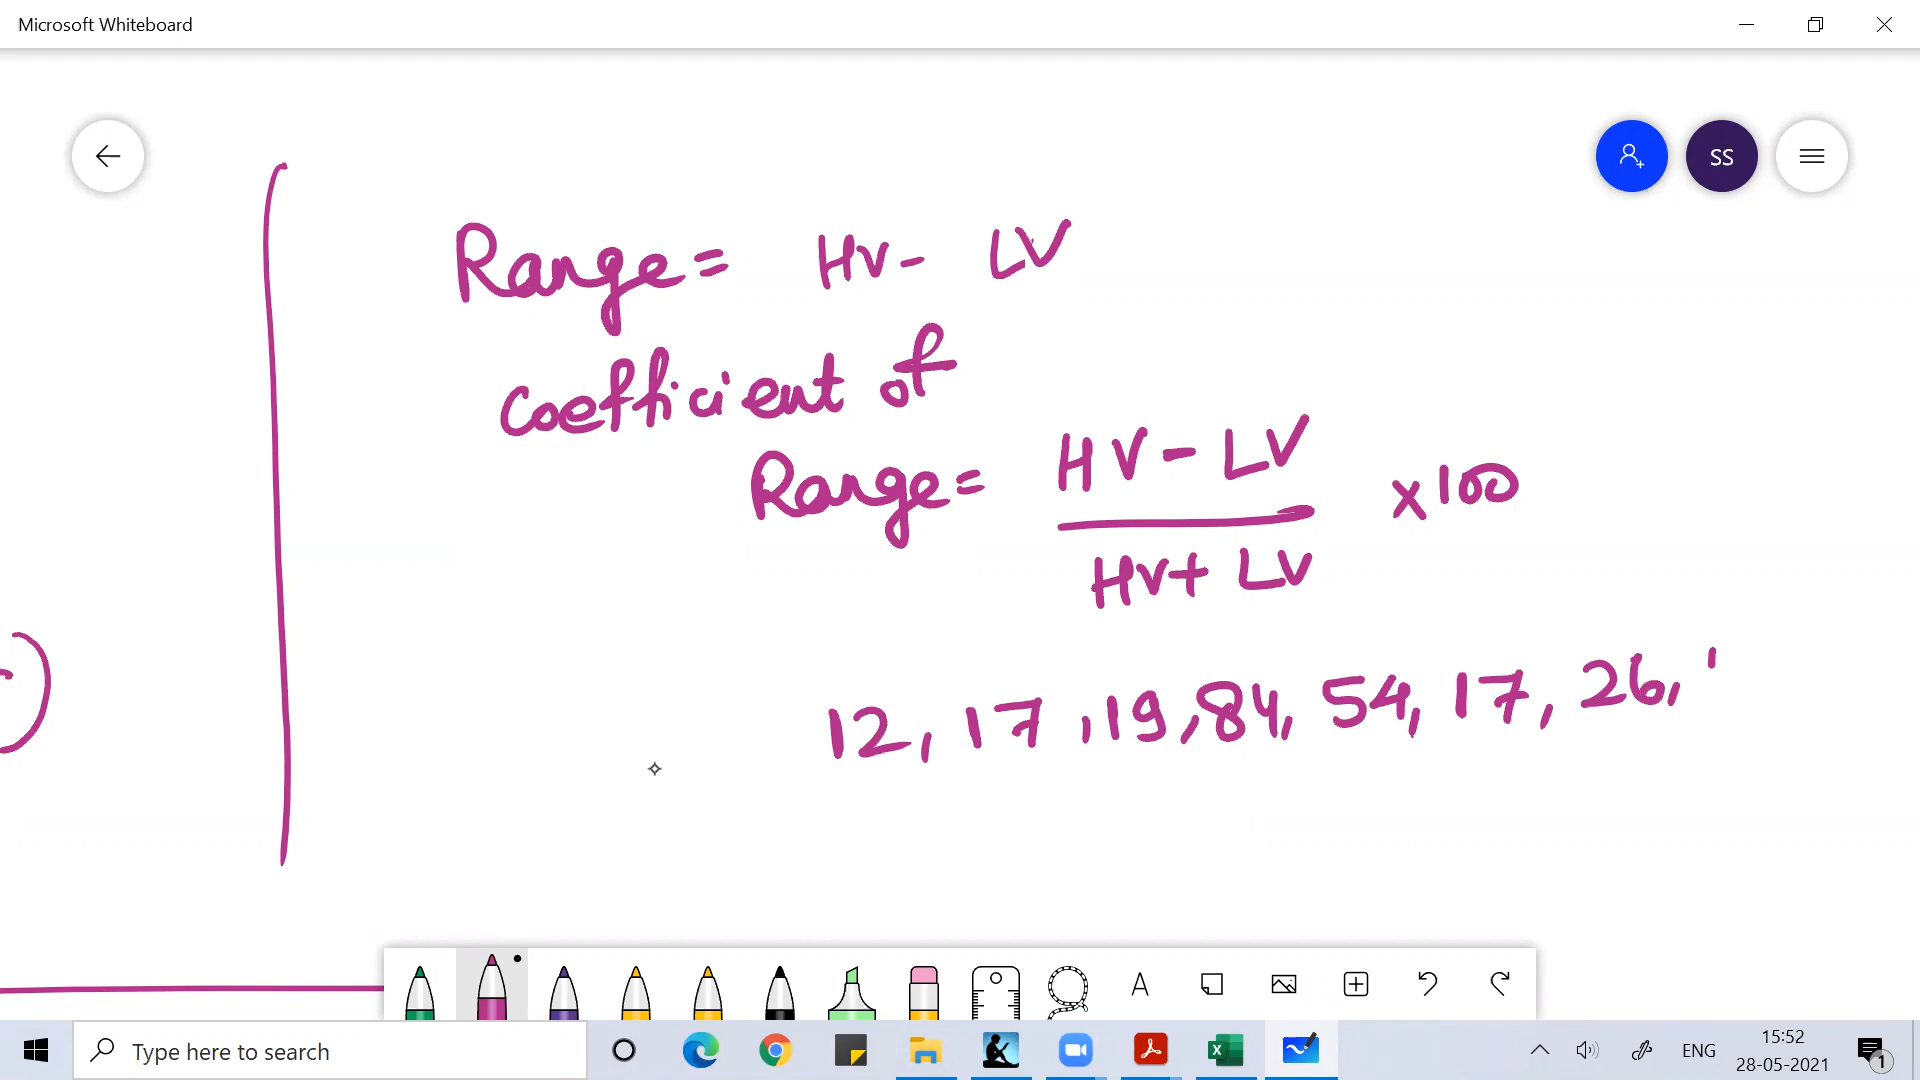 Microsoft Whiteboard
SS
Range = HV - LV
coefficient of
Range = HV - LV
x100
HV + LV
12, 17, 19, 84, 54, 17, 26,
A
Type here to search
ENG
15:52
28-05-2021
1